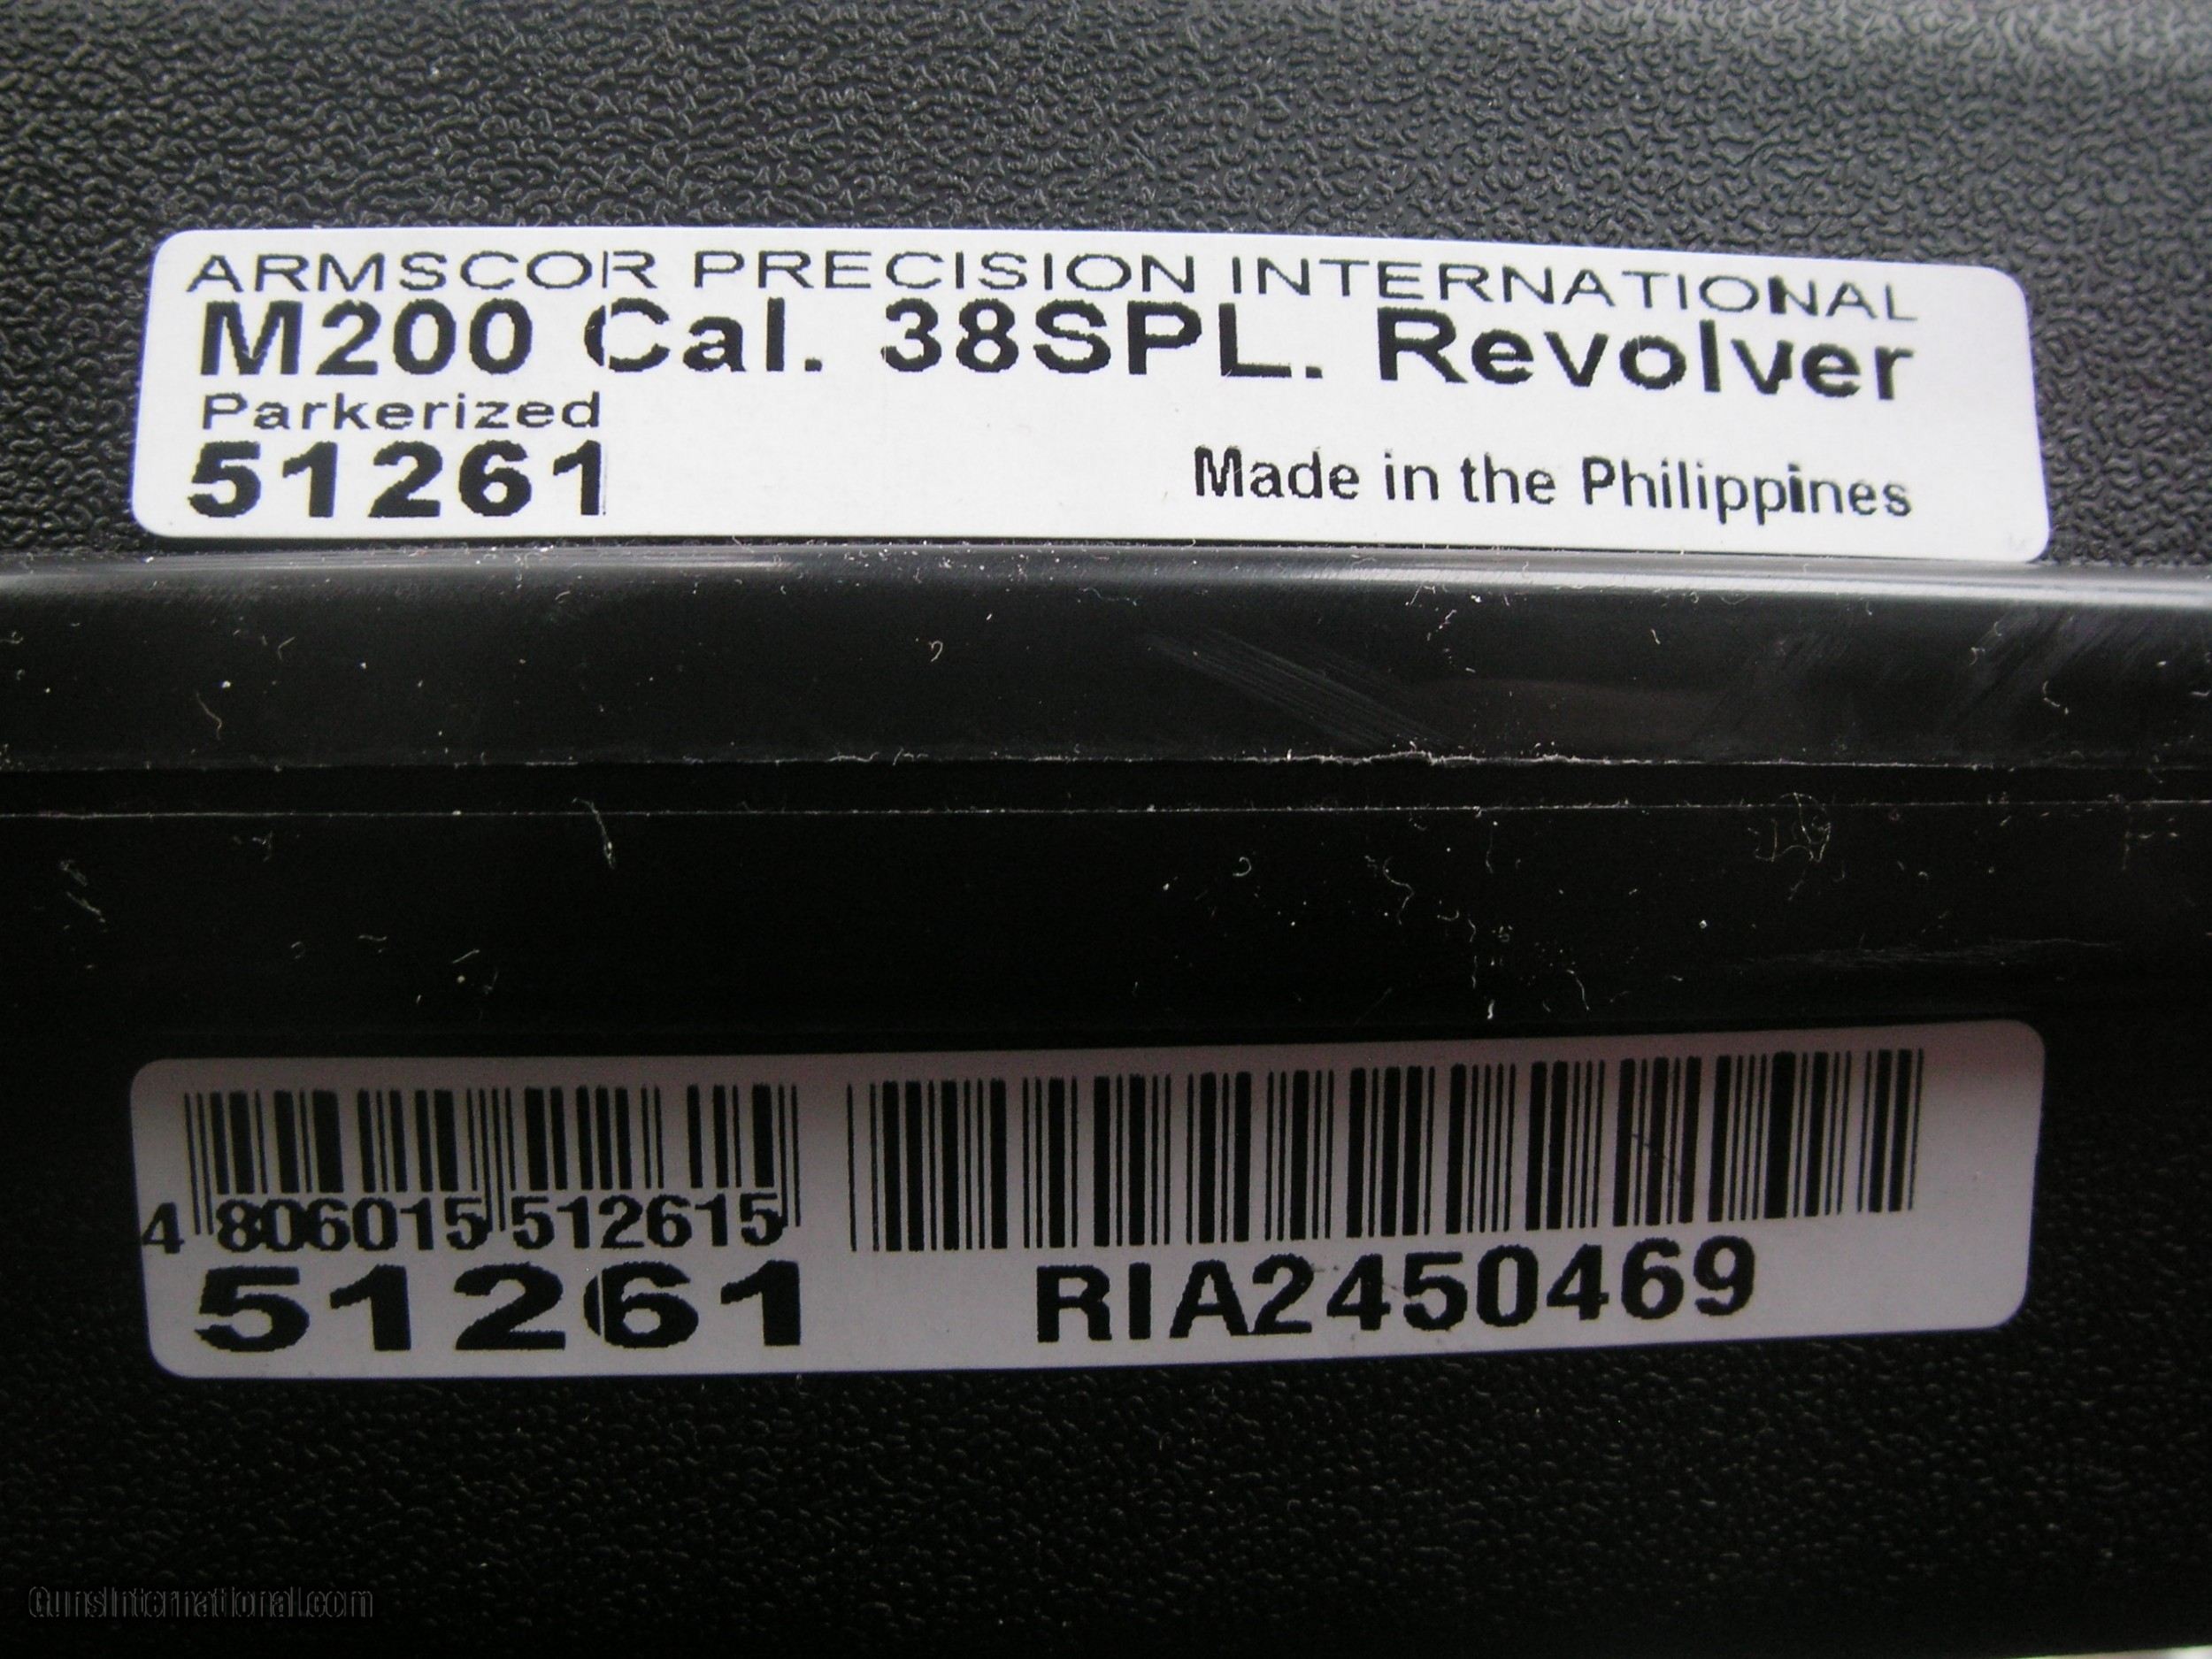 ARMSCOR PRECISION INTERNATIONAL
M200 Cal. 38SPL. Revolver
Parkerized
51261
Made in the Philippines
4 806015 512615
51261
RIA2450469
GunsInternational.com